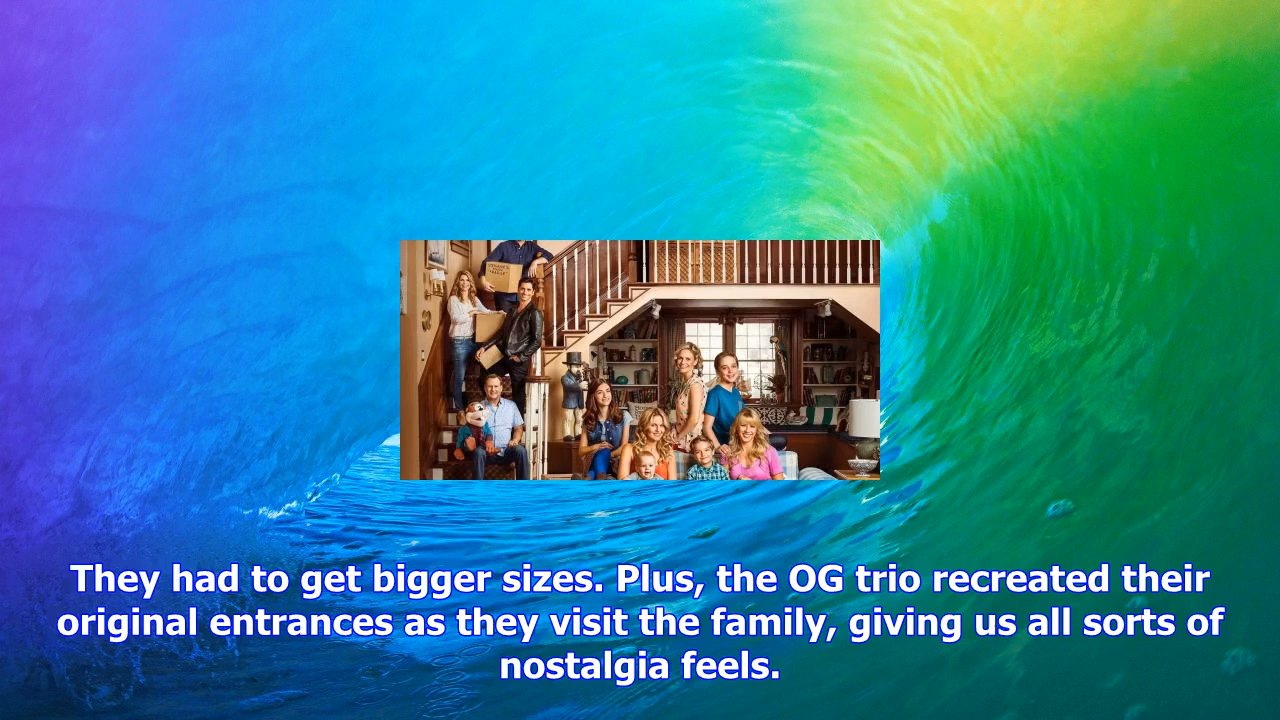 They had to get bigger sizes. Plus, the OG trio recreated their
original entrances as they visit the family, giving us all sorts of
nostalgia feels.